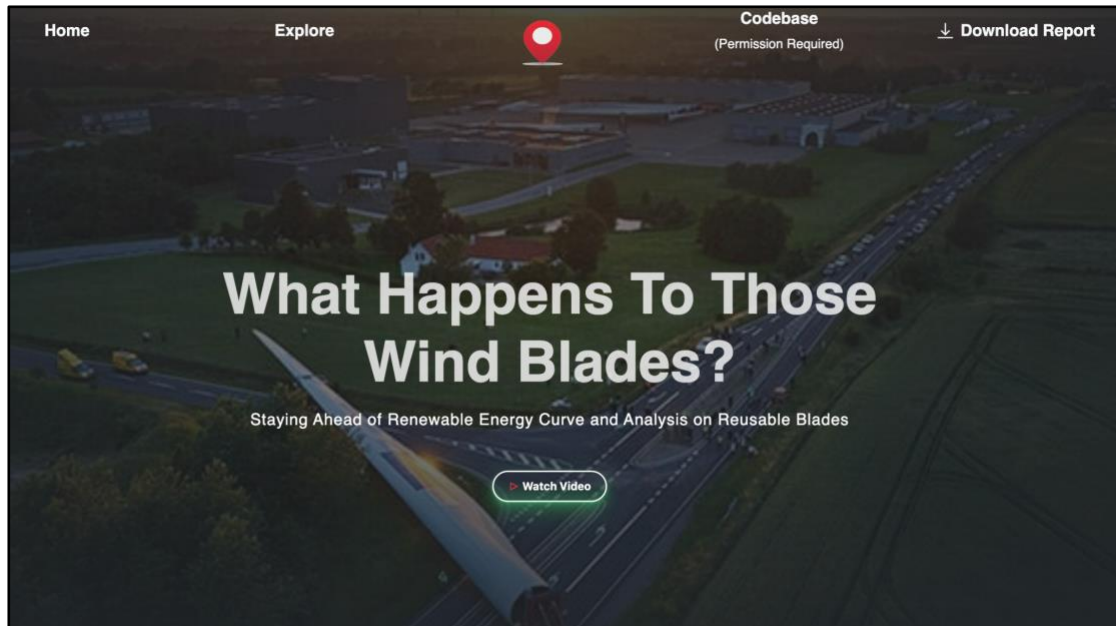 Home
Explore
Codebase
(Permission Required)
Download Report
What Happens To Those
Wind Blades?
Staying Ahead of Renewable Energy Curve and Analysis on Reusable Blades
Watch Video